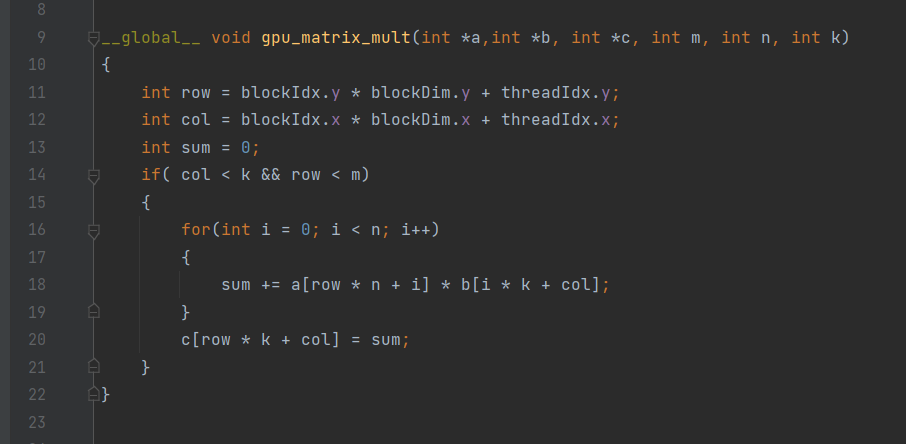 8
9 __global__ void gpu_matrix_mult(int *a,int *b, int *c, int m, int n, int k)
10 {
11     int row = blockIdx.y * blockDim.y + threadIdx.y;
12     int col = blockIdx.x * blockDim.x + threadIdx.x;
13     int sum = 0;
14     if( col < k && row < m)
15     {
16         for(int i = 0; i < n; i++)
17         {
18             sum += a[row * n + i] * b[i * k + col];
19         }
20         c[row * k + col] = sum;
21     }
22 }
23